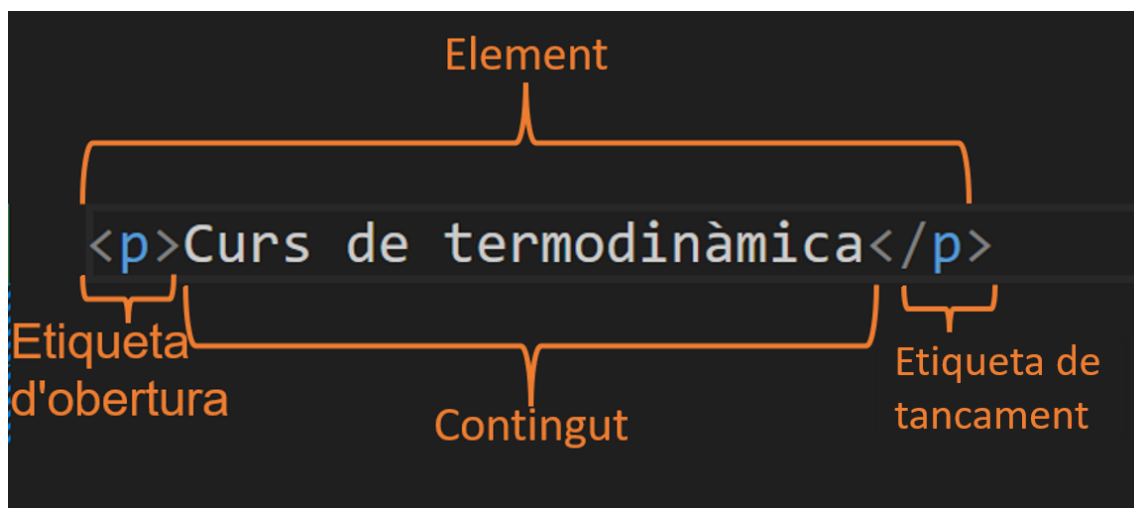 Element
<p>Curs de termodinàmica</p>
Etiqueta
d'obertura
Contingut
Etiqueta de
tancament